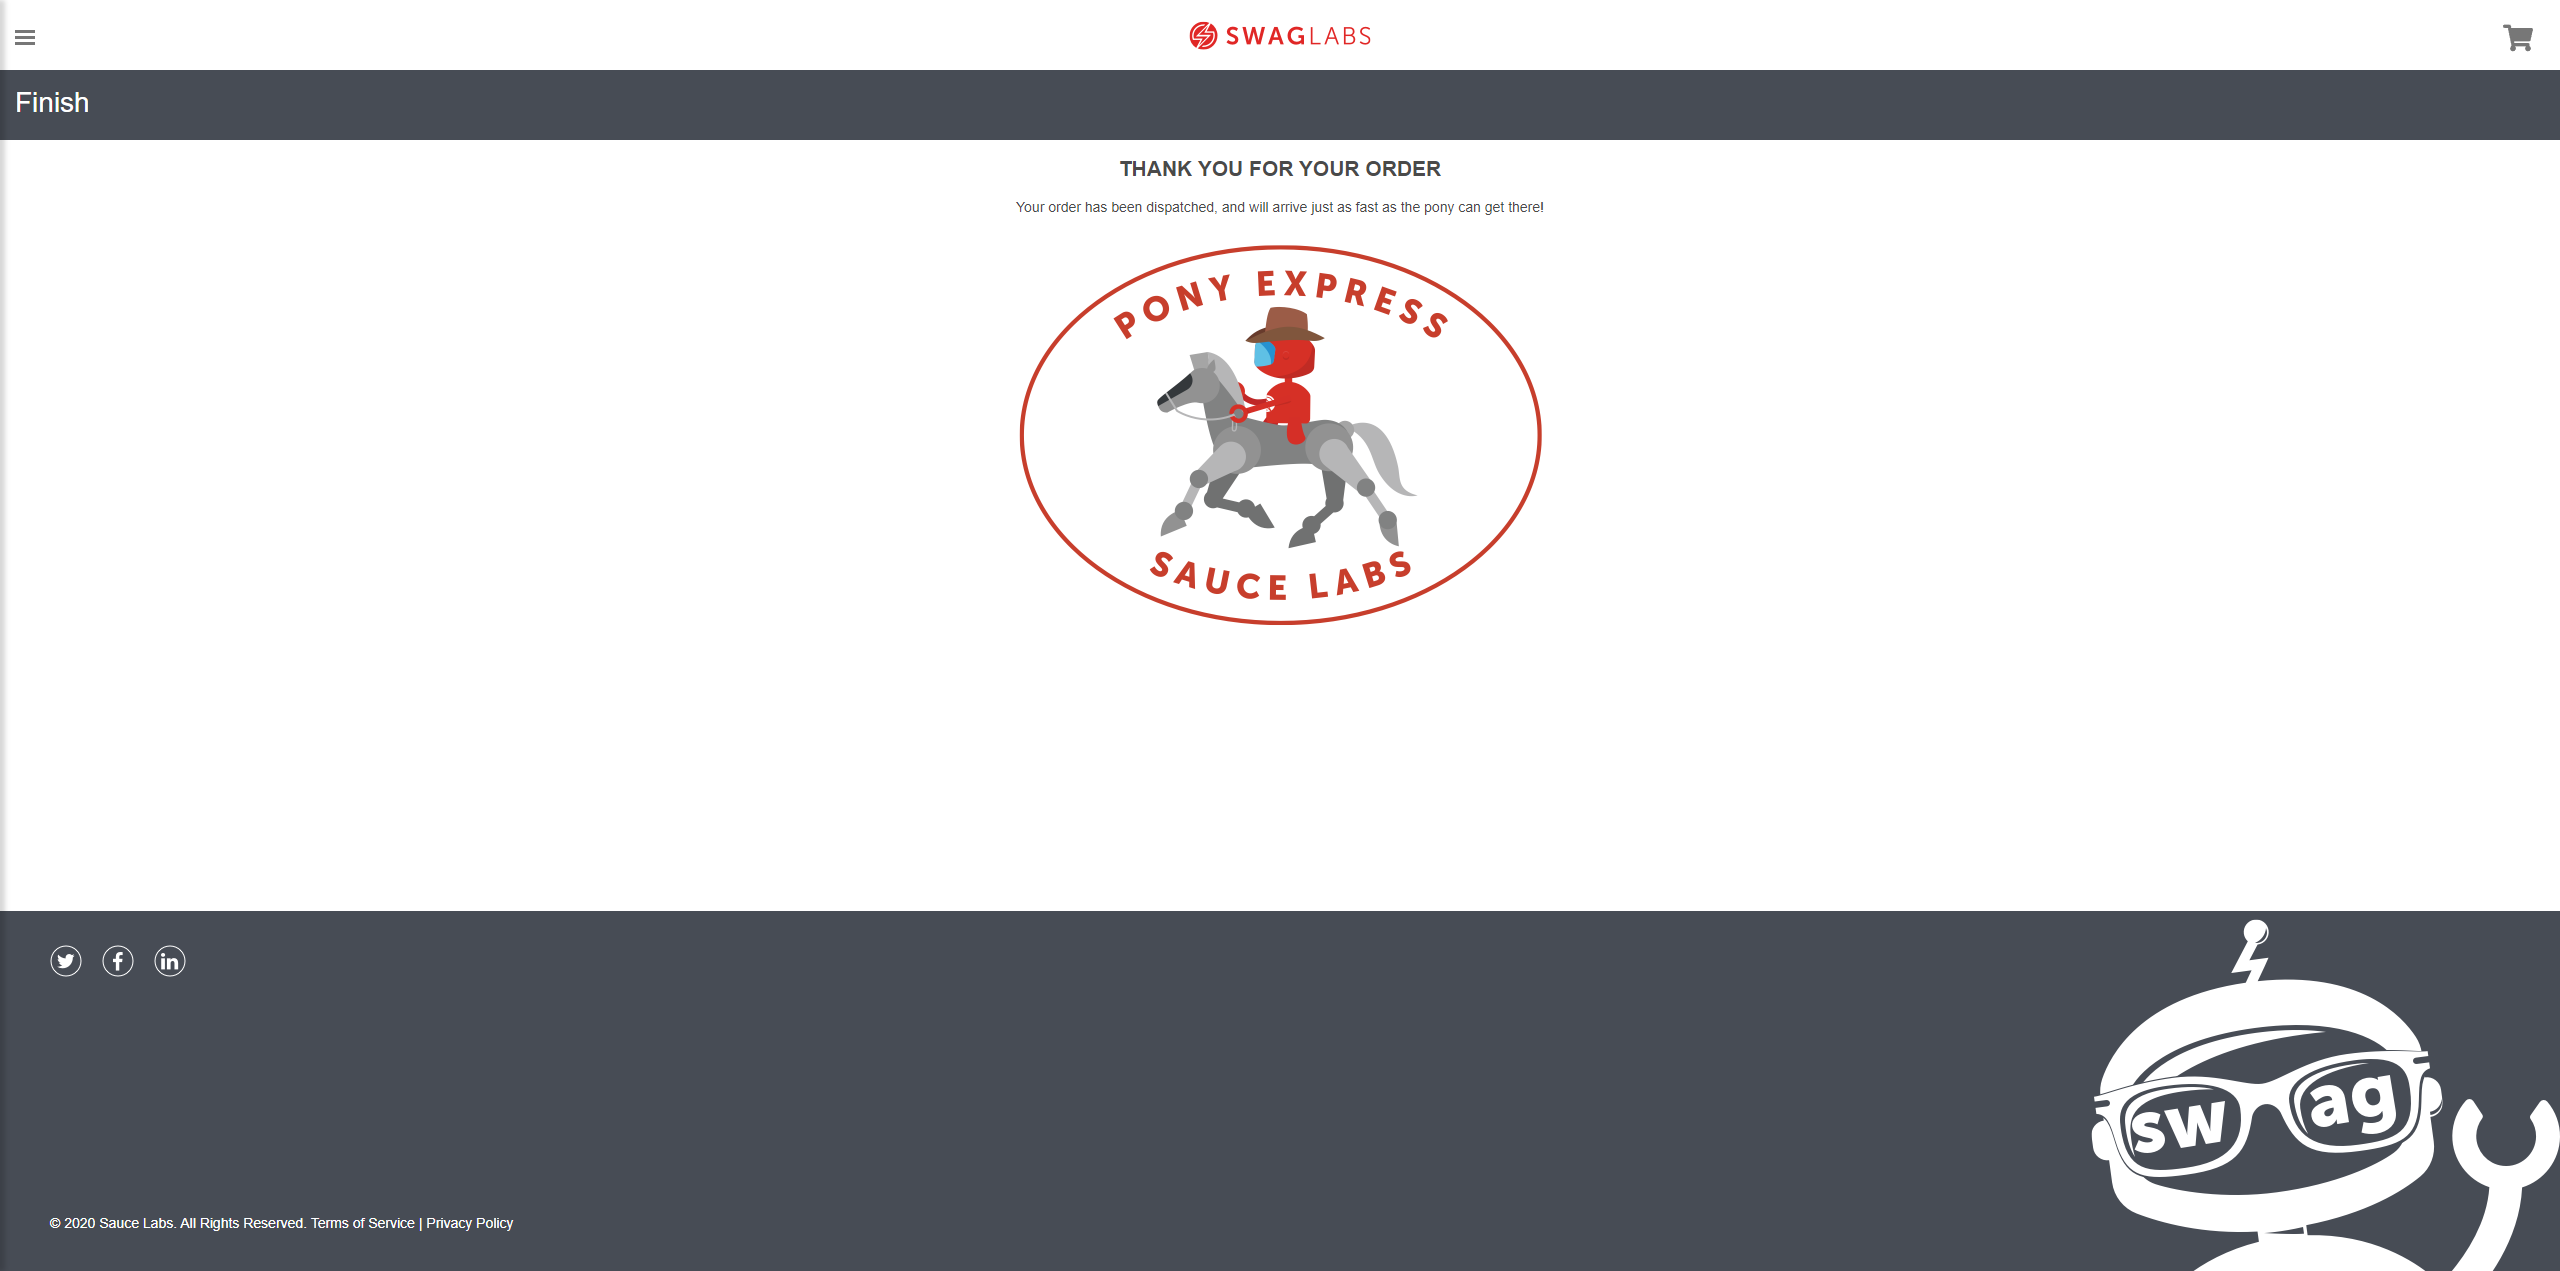 SWAGLABS
Finish
THANK YOU FOR YOUR ORDER
Your order has been dispatched, and will arrive just as fast as the pony can get there!
PONY EXPRESS
SAUCE LABS
sw ag
© 2020 Sauce Labs. All Rights Reserved. Terms of Service | Privacy Policy